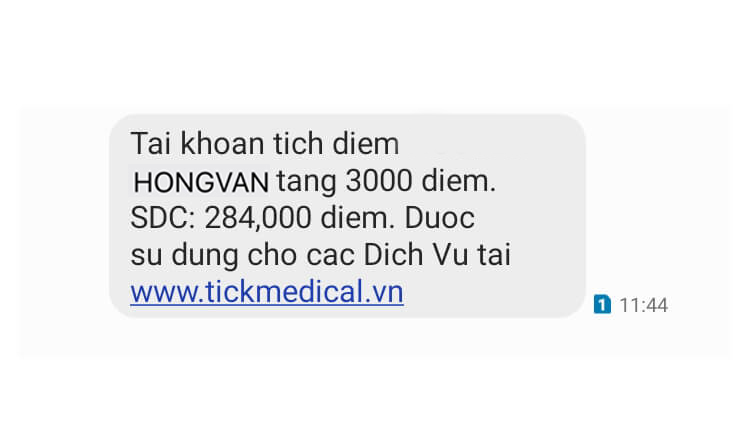 Tai khoan tich diem
HONGVAN tang 3000 diem.
SDC: 284,000 diem. Duoc
su dung cho cac Dich Vu tai
www.tickmedical.vn
1 11:44